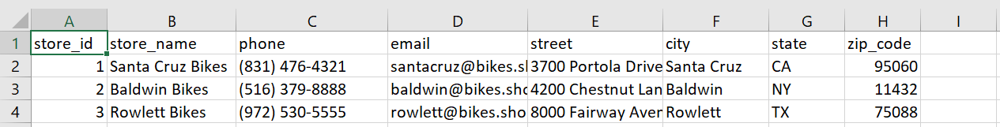 A B C D E F G H I
1 store_id store_name phone email street city state zip_code
2 1 Santa Cruz Bikes (831) 476-4321 santacruz@bikes.sl 3700 Portola Drive Santa Cruz CA 95060
3 2 Baldwin Bikes (516) 379-8888 baldwin@bikes.sho 4200 Chestnut Lan Baldwin NY 11432
4 3 Rowlett Bikes (972) 530-5555 rowlett@bikes.sho 8000 Fairway Aven Rowlett TX 75088